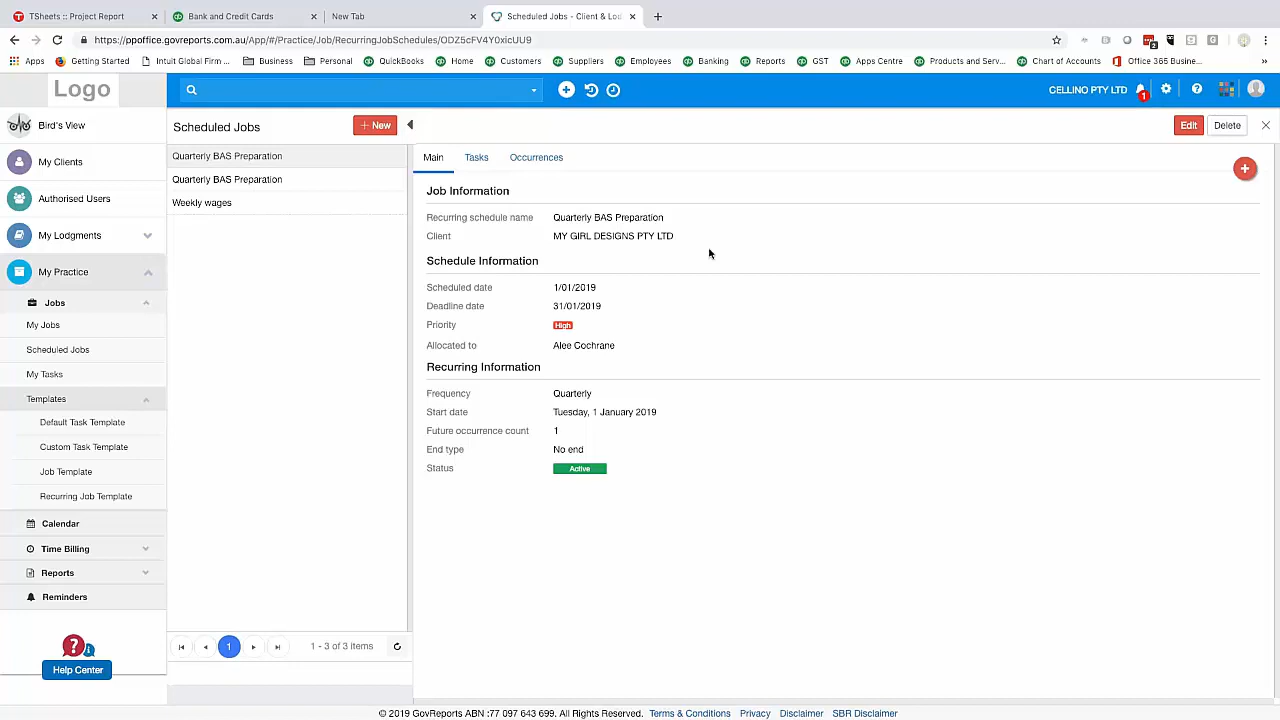 TSheets :: Project Report
Bank and Credit Cards
New Tab
Scheduled Jobs - Client & Lod
https://ppoffice.govreports.com.au/App/#/Practice/Job/RecurringJobSchedules/ODZ5cFV4Y0xicUU9
2
Apps
Getting Started
Intuit Global Firm ...
Business
Personal
QuickBooks
Home
Customers
Suppliers
Employees
Banking
Reports
GST
Apps Centre
Products and Serv...
Chart of Accounts
Office 365 Busine...
»
Logo
CELLINO PTY LTD
1
Bird's View
My Clients
Authorised Users
My Lodgments
My Practice
Jobs
My Jobs
Scheduled Jobs
My Tasks
Templates
Default Task Template
Custom Task Template
Job Template
Recurring Job Template
Calendar
Time Billing
Reports
Reminders
Help Center
Scheduled Jobs
+ New
Quarterly BAS Preparation
Quarterly BAS Preparation
Weekly wages
1
1 - 3 of 3 items
Edit
Delete
Main
Tasks
Occurrences
Job Information
Recurring schedule name Quarterly BAS Preparation
Client MY GIRL DESIGNS PTY LTD
Schedule Information
Scheduled date 1/01/2019
Deadline date 31/01/2019
Priority High
Allocated to Alee Cochrane
Recurring Information
Frequency Quarterly
Start date Tuesday, 1 January 2019
Future occurrence count 1
End type No end
Status Active
© 2019 GovReports ABN :77 097 643 699. All Rights Reserved. Terms & Conditions Privacy Disclaimer SBR Disclaimer